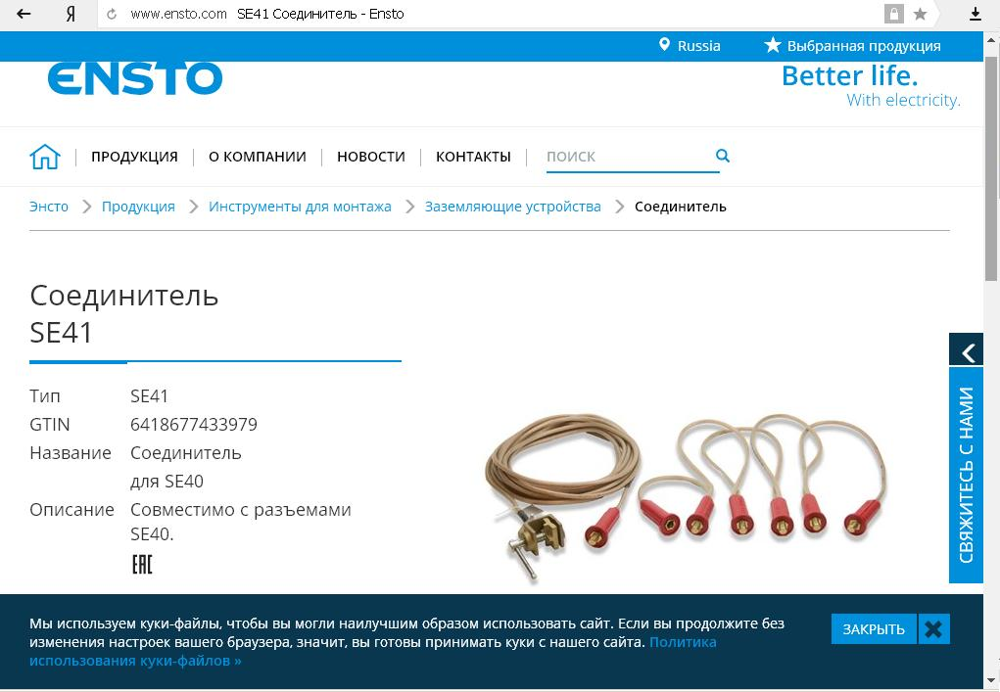 Я www.ensto.com SE41 Соединитель - Ensto
Russia Выбранная продукция
ENSTO
Better life.
With electricity.
ПРОДУКЦИЯ О КОМПАНИИ НОВОСТИ КОНТАКТЫ ПОИСК
Энсто Продукция Инструменты для монтажа Заземляющие устройства Соединитель
Соединитель
SE41
Тип SE41
GTIN 6418677433979
Название Соединитель
для SE40
Описание Совместимо с разъемами
SE40.
EAC
СВЯЖИТЕСЬ С НАМИ
Мы используем куки-файлы, чтобы вы могли наилучшим образом использовать сайт. Если вы продолжите без
изменения настроек вашего браузера, значит, вы готовы принимать куки с нашего сайта. Политика
использования куки-файлов »
ЗАКРЫТЬ